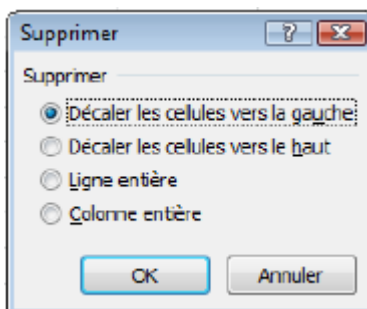 Supprimer
Supprimer
Décaler les cellules vers la gauche
Décaler les cellules vers le haut
Ligne entière
Colonne entière
OK Annuler